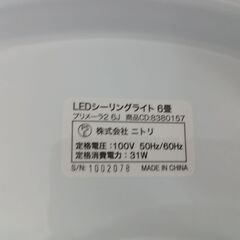 LEDシーリングライト 6畳
プリメーラ2 6J 商品CD:8380157
株式会社 ニトリ
定格電圧：100V 50Hz/60Hz
定格消費電力：31W
S/N: 1002078 MADE IN CHINA